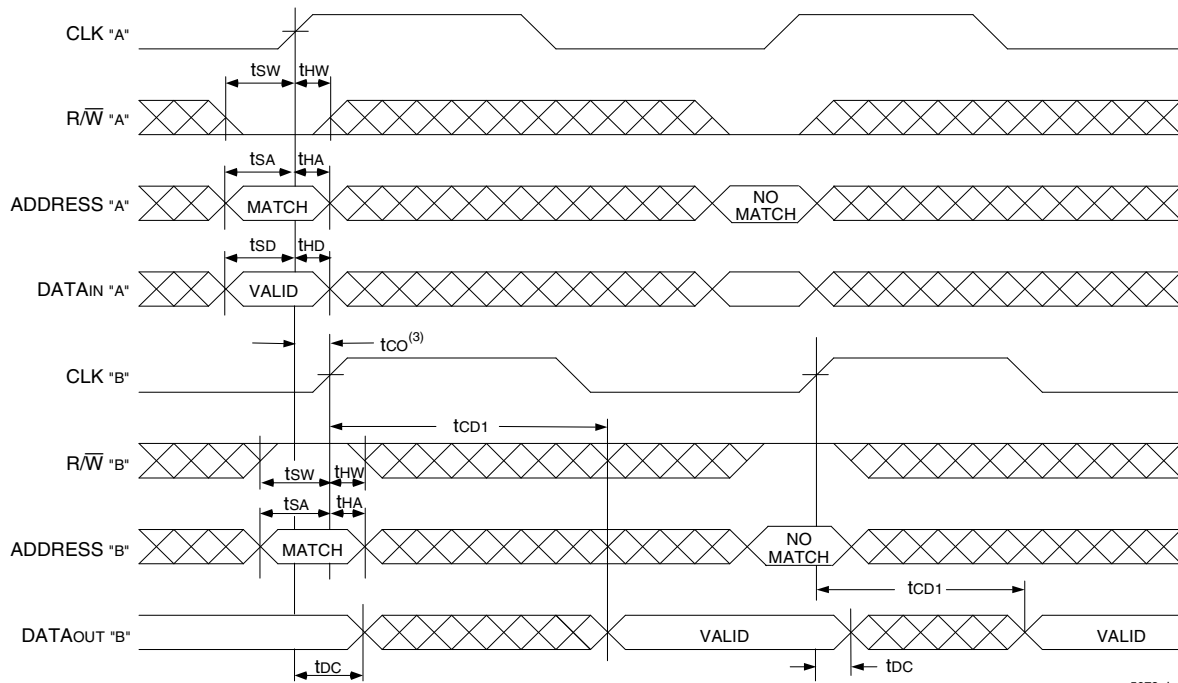 CLK "A"
tSW tHW
R/W̅ "A"
tSA tHA
ADDRESS "A" MATCH NO MATCH
tSD tHD
DATAIN "A" VALID
tCO(3)
CLK "B"
tCD1
R/W̅ "B"
tSW tHW
tSA tHA
ADDRESS "B" MATCH NO MATCH
tCD1
DATAOUT "B" VALID VALID
tDC tDC